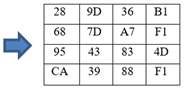 28 9D 36 B1
68 7D A7 F1
95 43 83 4D
CA 39 88 F1